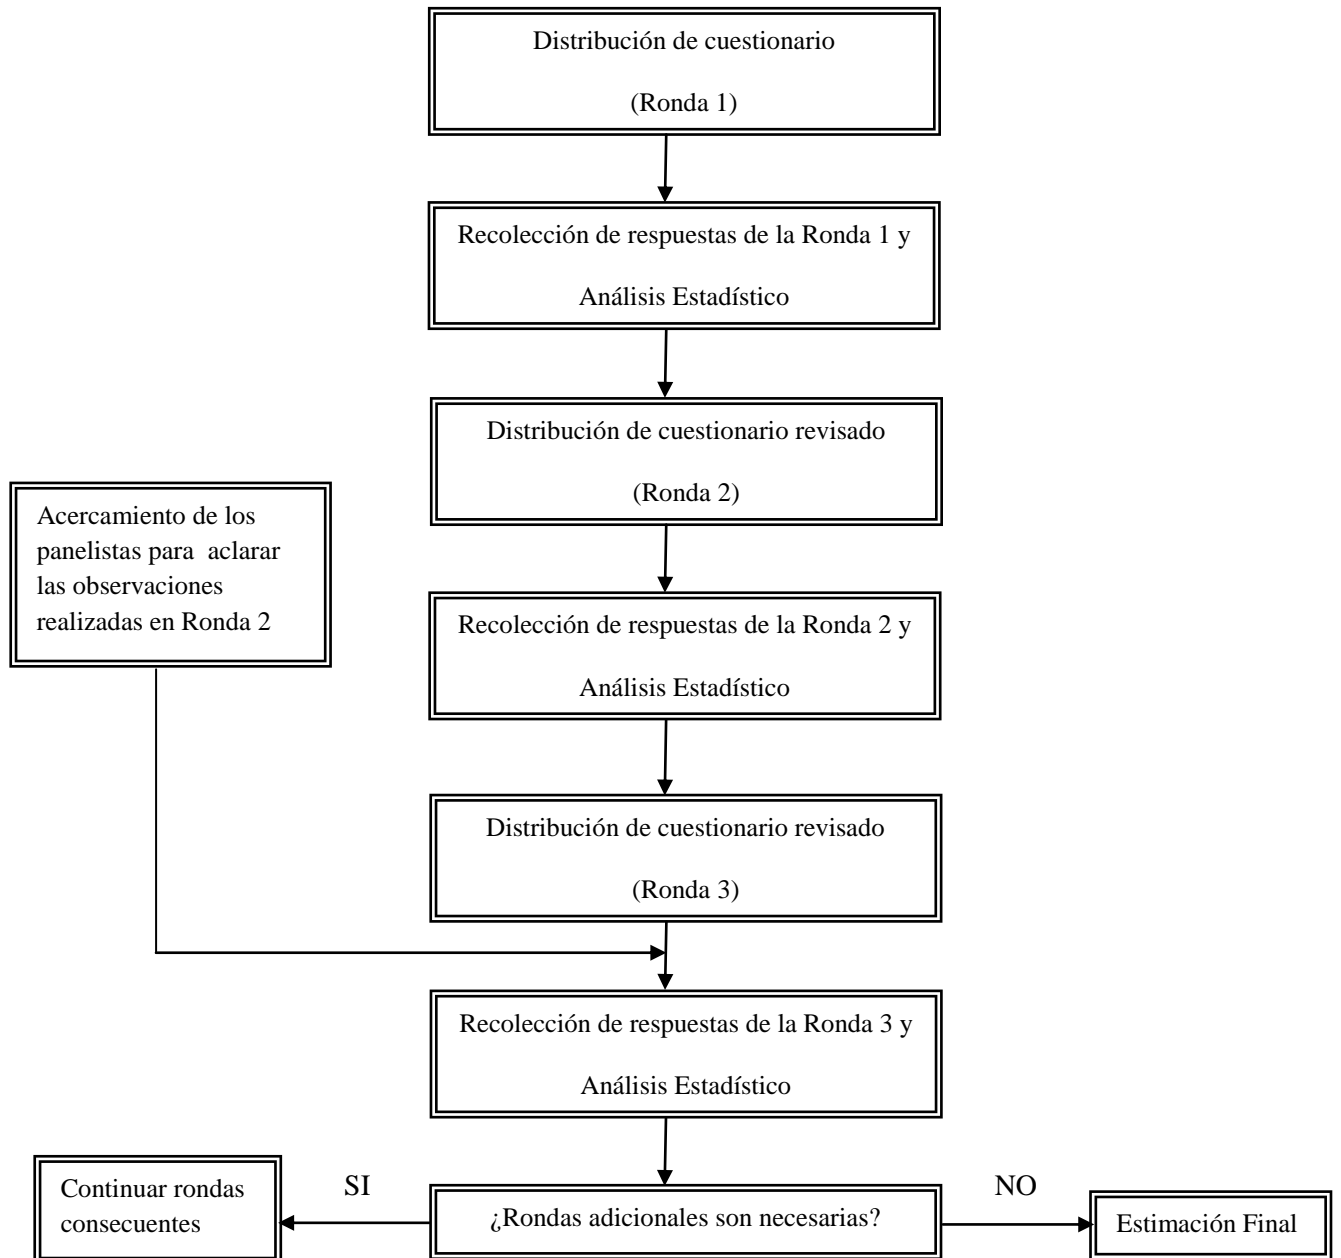 Distribución de cuestionario
(Ronda 1)
Recolección de respuestas de la Ronda 1 y
Análisis Estadístico
Distribución de cuestionario revisado
(Ronda 2)
Acercamiento de los
panelistas para aclarar
las observaciones
realizadas en Ronda 2
Recolección de respuestas de la Ronda 2 y
Análisis Estadístico
Distribución de cuestionario revisado
(Ronda 3)
Recolección de respuestas de la Ronda 3 y
Análisis Estadístico
Continuar rondas
consecuentes
SI
¿Rondas adicionales son necesarias?
NO
Estimación Final